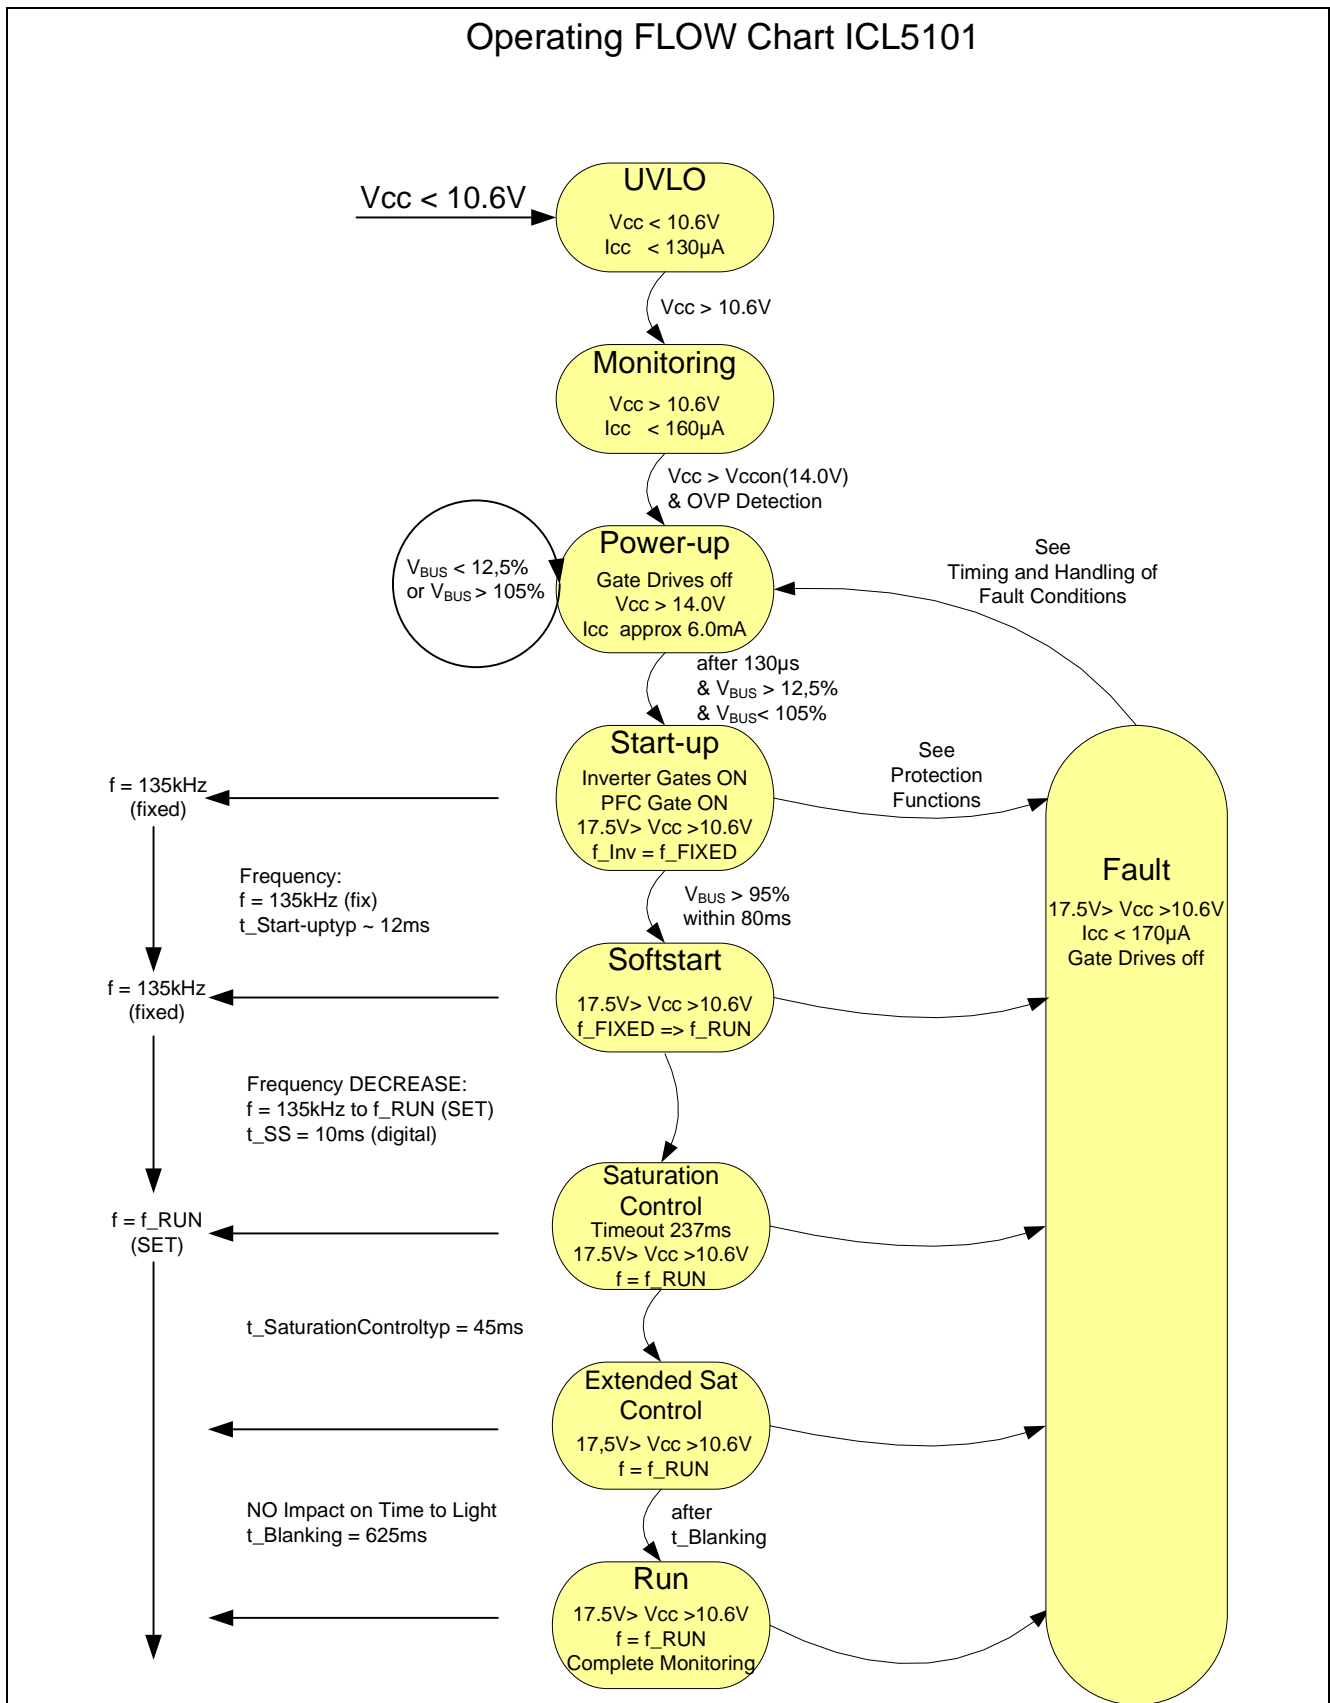 Operating FLOW Chart ICL5101
Vcc < 10.6V
UVLO
Vcc < 10.6V
Icc < 130µA
Vcc > 10.6V
Monitoring
Vcc > 10.6V
Icc < 160µA
Vcc > Vccon(14.0V)
& OVP Detection
V_BUS < 12,5%
or V_BUS > 105%
Power-up
Gate Drives off
Vcc > 14.0V
Icc approx 6.0mA
See
Timing and Handling of
Fault Conditions
after 130µs
& V_BUS > 12,5%
& V_BUS< 105%
f = 135kHz
(fixed)
Start-up
Inverter Gates ON
PFC Gate ON
17.5V> Vcc >10.6V
f_Inv = f_FIXED
See
Protection
Functions
Fault
17.5V> Vcc >10.6V
Icc < 170µA
Gate Drives off
Frequency:
f = 135kHz (fix)
t_Start-uptyp ~ 12ms
V_BUS > 95%
within 80ms
f = 135kHz
(fixed)
Softstart
17.5V> Vcc >10.6V
f_FIXED => f_RUN
Frequency DECREASE:
f = 135kHz to f_RUN (SET)
t_SS = 10ms (digital)
f = f_RUN
(SET)
Saturation
Control
Timeout 237ms
17.5V> Vcc >10.6V
f = f_RUN
t_SaturationControltyp = 45ms
Extended Sat
Control
17,5V> Vcc >10.6V
f = f_RUN
NO Impact on Time to Light
t_Blanking = 625ms
after
t_Blanking
Run
17.5V> Vcc >10.6V
f = f_RUN
Complete Monitoring